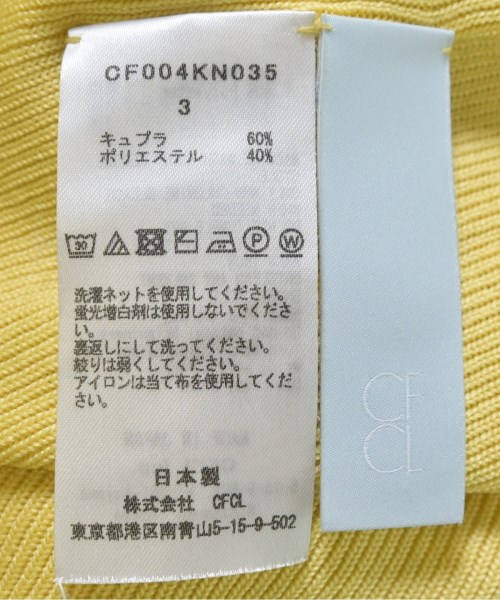 CF004KN035
3
キュプラ 60%
ポリエステル 40%
30 P W
洗濯ネットを使用してください。
蛍光増白剤は使用しないでくださ
い。
裏返しにして洗ってください。
絞りは弱くしてください。
アイロンは当て布を使用してくだ
さい。
日本製
株式会社 CFCL
東京都港区南青山5-15-9-502
CF
CL